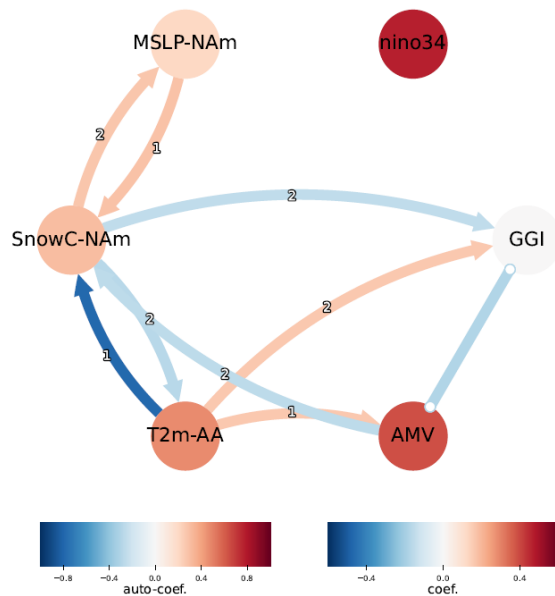 MSLP-NAm
nino34
2
1
2
SnowC-NAm
GGI
2
2
1
2
1
T2m-AA
AMV
−0.8 −0.4 0.0 0.4 0.8
auto-coef.
−0.4 0.0 0.4
coef.